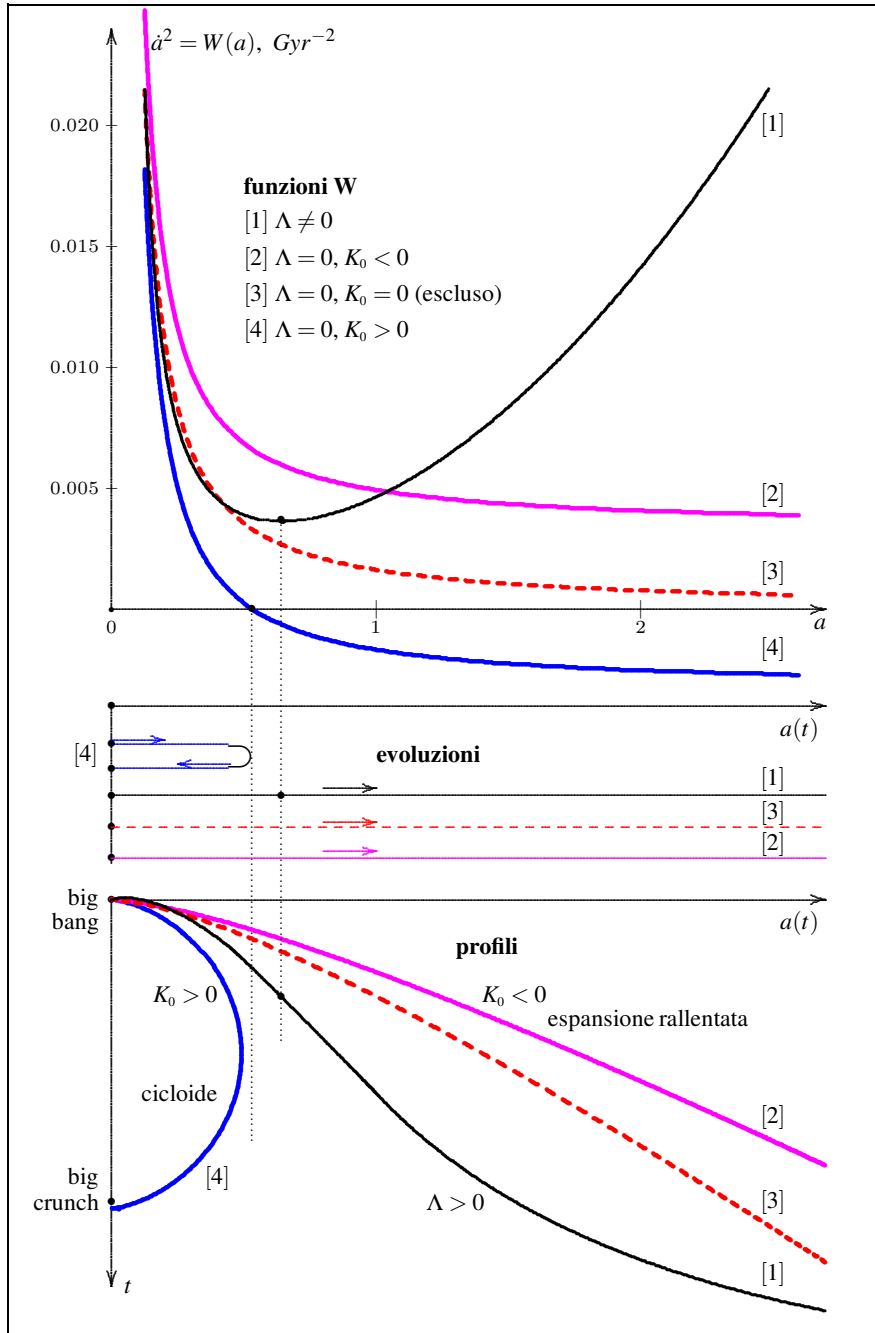 ȧ² = W(a), Gyr⁻²
0.020
[1]
funzioni W
[1] Λ ≠ 0
0.015
[2] Λ = 0, K₀ < 0
[3] Λ = 0, K₀ = 0 (escluso)
[4] Λ = 0, K₀ > 0
0.010
0.005
[2]
[3]
0
1
2
a
[4]
a(t)
[4]
evoluzioni
[1]
[3]
[2]
big
bang
a(t)
profili
K₀ > 0
K₀ < 0
espansione rallentata
cicloide
[2]
[4]
big
crunch
Λ > 0
[3]
[1]
t